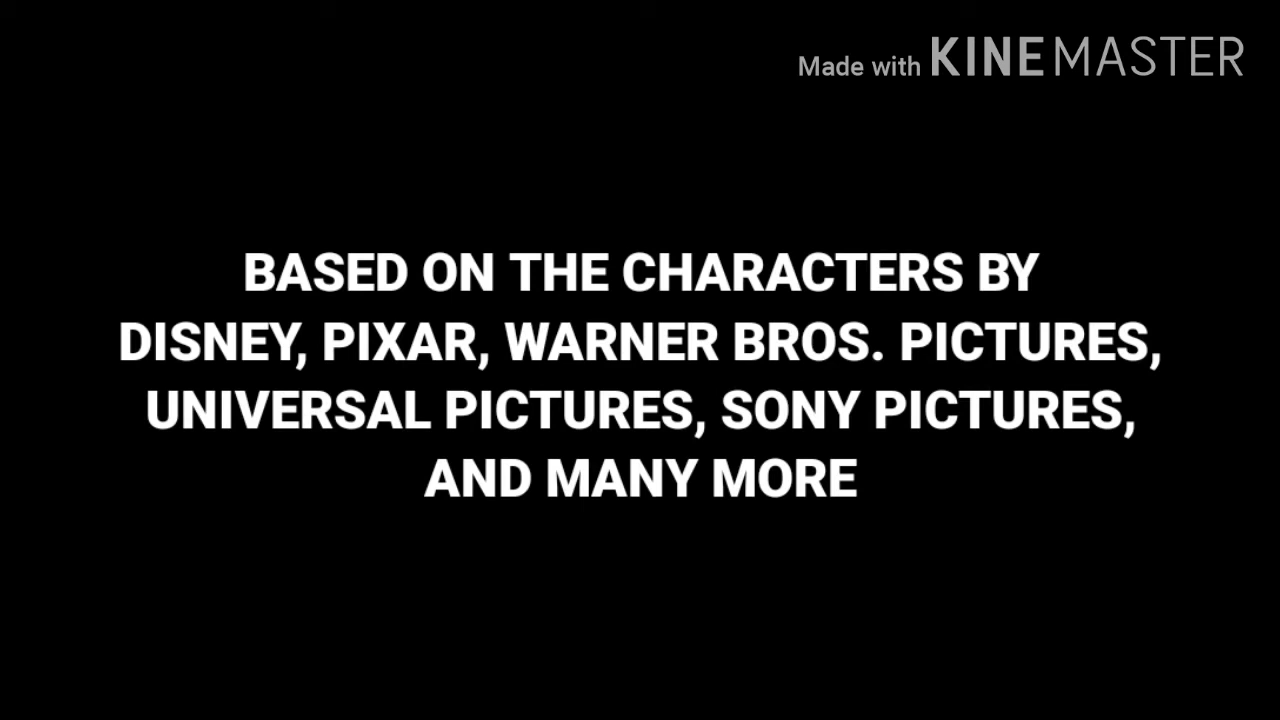 Made with KINEMASTER
BASED ON THE CHARACTERS BY
DISNEY, PIXAR, WARNER BROS. PICTURES,
UNIVERSAL PICTURES, SONY PICTURES,
AND MANY MORE